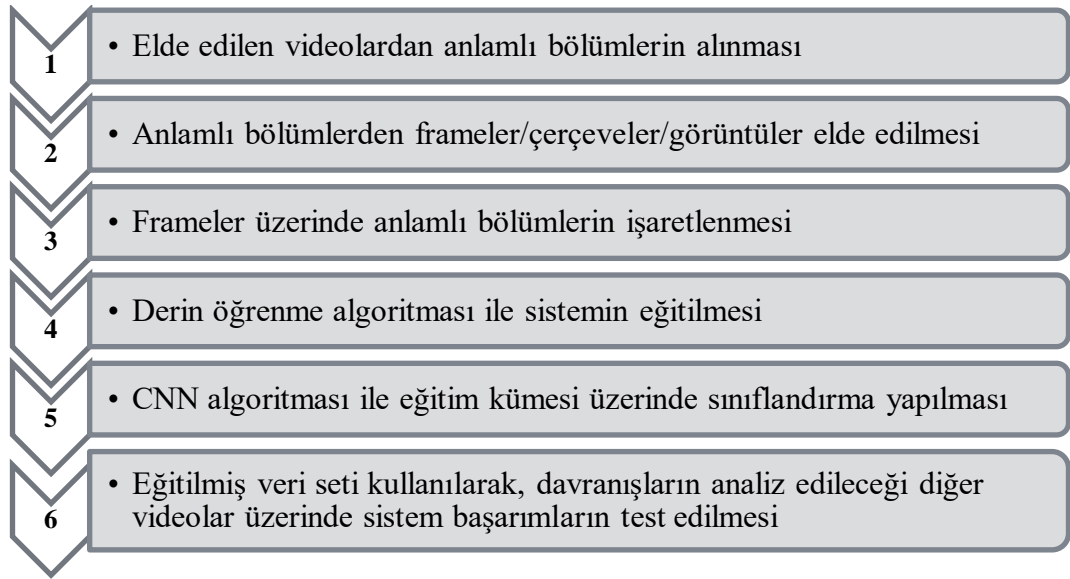 1
• Elde edilen videolardan anlamlı bölümlerin alınması
2
• Anlamlı bölümlerden frameler/çerçeveler/görüntüler elde edilmesi
3
• Frameler üzerinde anlamlı bölümlerin işaretlenmesi
4
• Derin öğrenme algoritması ile sistemin eğitilmesi
5
• CNN algoritması ile eğitim kümesi üzerinde sınıflandırma yapılması
6
• Eğitilmiş veri seti kullanılarak, davranışların analiz edileceği diğer
videolar üzerinde sistem başarımların test edilmesi